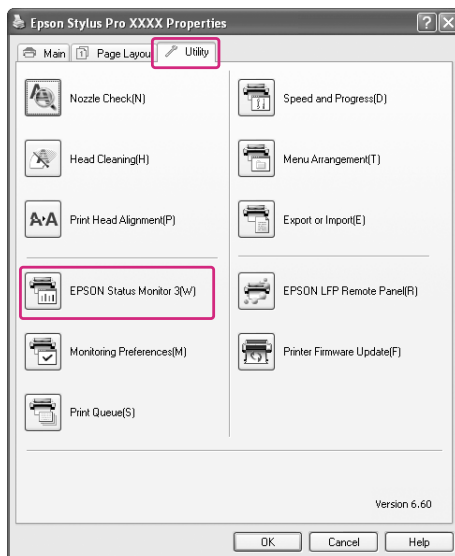 Epson Stylus Pro XXXX Properties
Main
1
Page Layou
Utility
Nozzle Check(N)
Speed and Progress(D)
Head Cleaning(H)
Menu Arrangement(T)
A A
Print Head Alignment(P)
Export or Import(E)
EPSON Status Monitor 3(W)
EPSON LFP Remote Panel(R)
Monitoring Preferences(M)
Printer Firmware Update(F)
Print Queue(S)
Version 6.60
OK
Cancel
Help